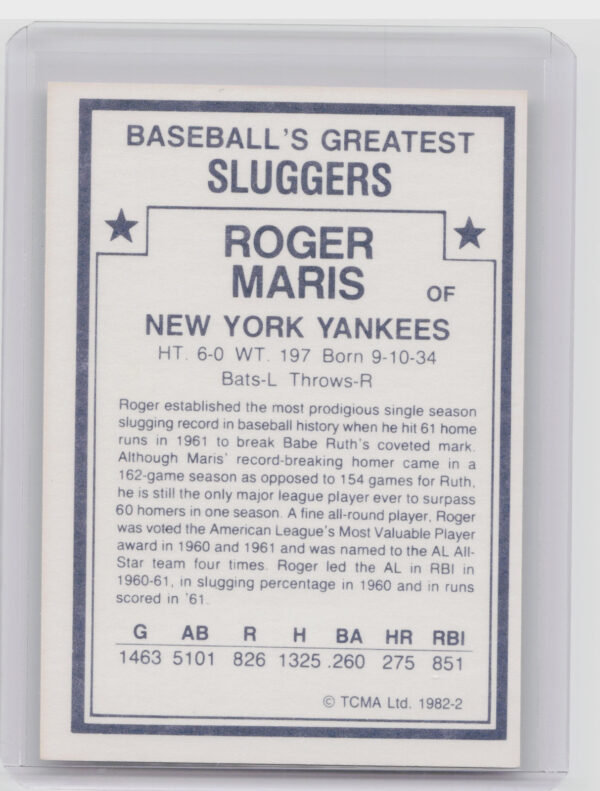 BASEBALL'S GREATEST
SLUGGERS
ROGER
MARIS OF
NEW YORK YANKEES
HT. 6-0 WT. 197 Born 9-10-34
Bats-L Throws-R
Roger established the most prodigious single season
slugging record in baseball history when he hit 61 home
runs in 1961 to break Babe Ruth's coveted mark.
Although Maris' record-breaking homer came in a
162-game season as opposed to 154 games for Ruth,
he is still the only major league player ever to surpass
60 homers in one season. A fine all-round player, Roger
was voted the American League's Most Valuable Player
award in 1960 and 1961 and was named to the AL All-
Star team four times. Roger led the AL in RBI in
1960-61, in slugging percentage in 1960 and in runs
scored in '61.
G AB R H BA HR RBI
1463 5101 826 1325 .260 275 851
© TCMA Ltd. 1982-2